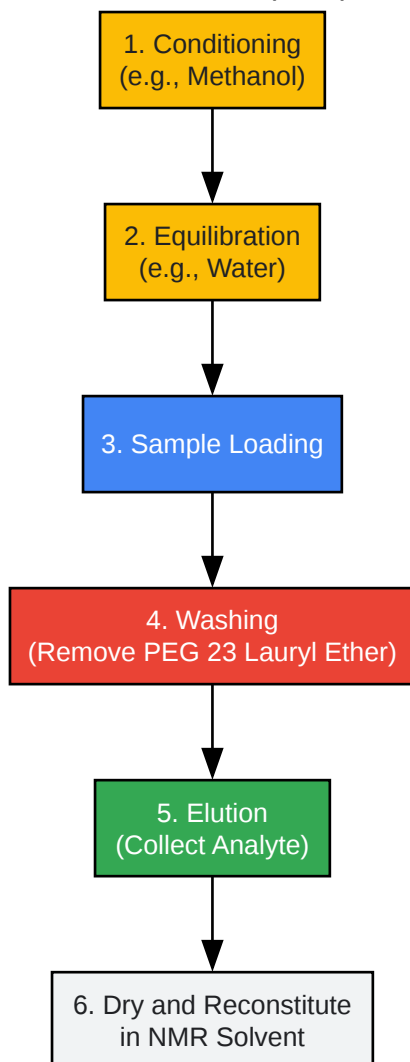 1. Conditioning
(e.g., Methanol)
2. Equilibration
(e.g., Water)
3. Sample Loading
4. Washing
(Remove PEG 23 Lauryl Ether)
5. Elution
(Collect Analyte)
6. Dry and Reconstitute
in NMR Solvent